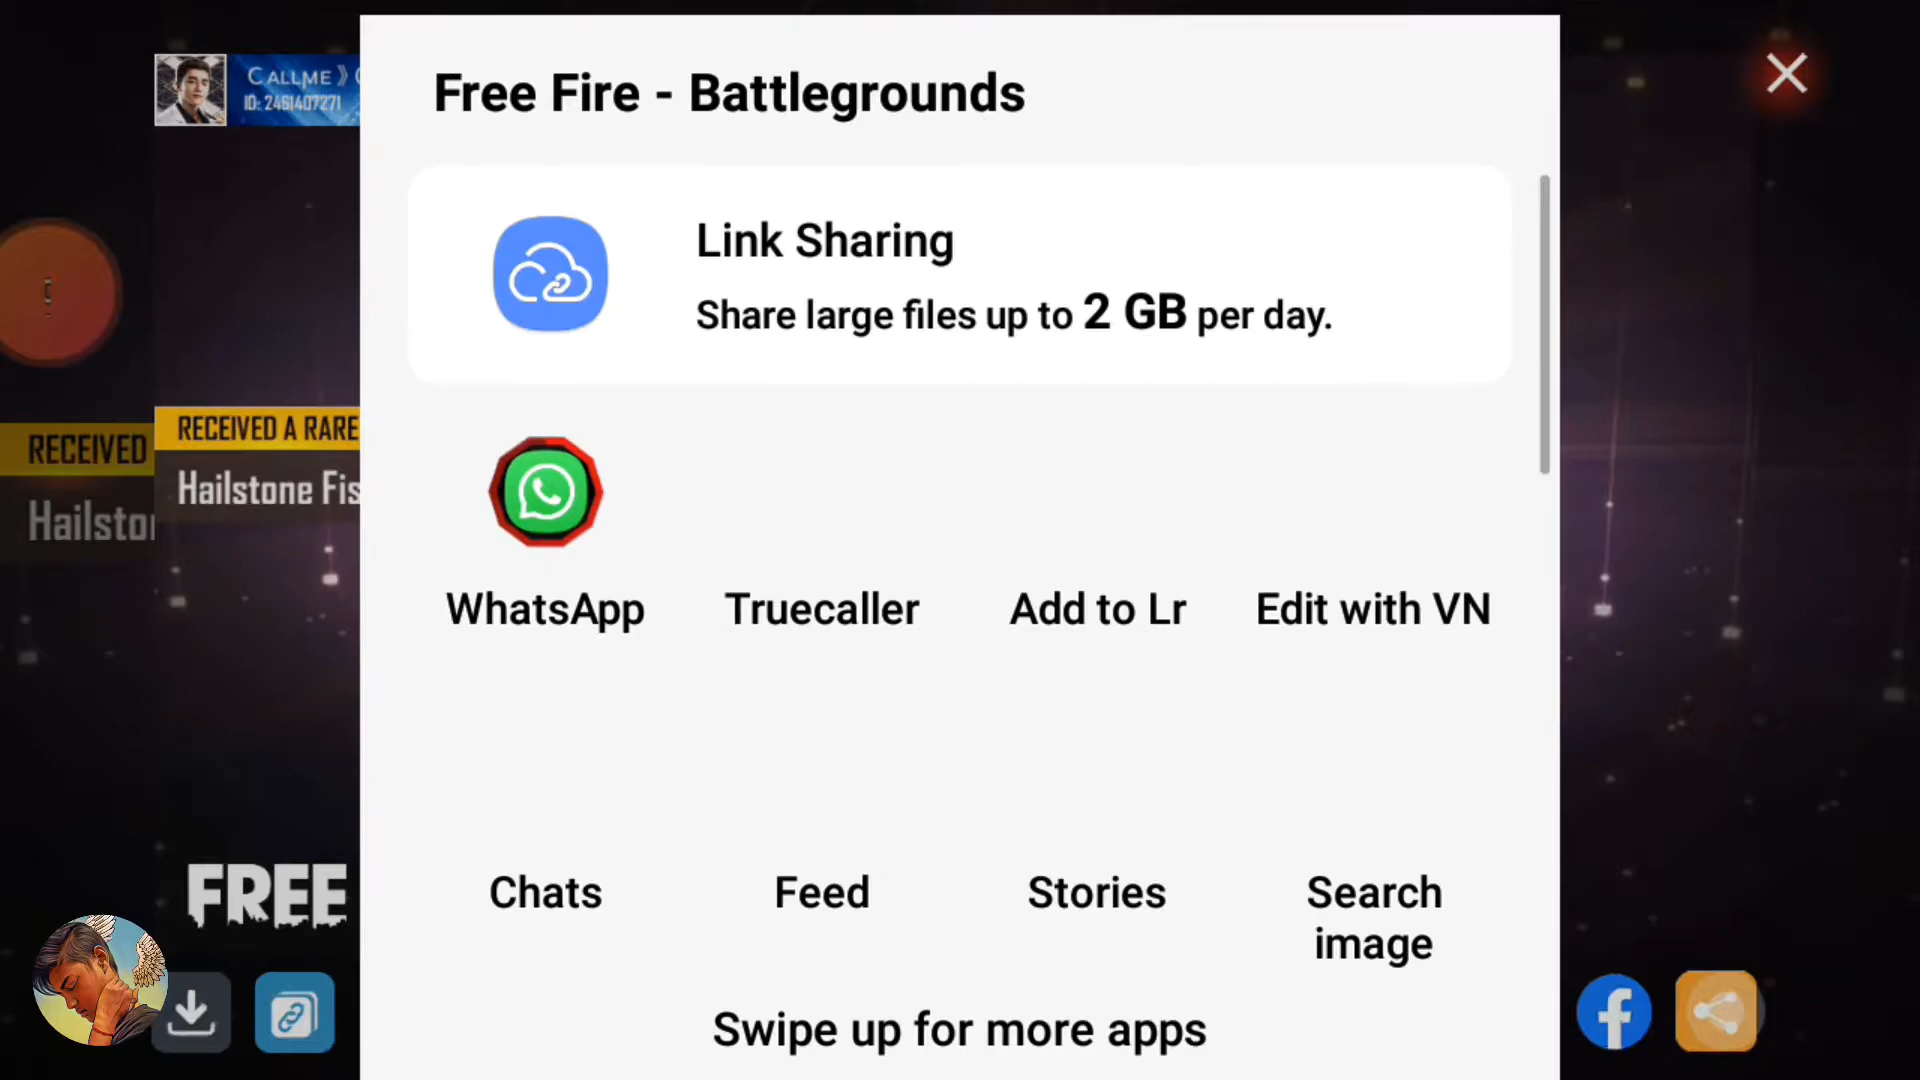 CALLME》
ID: 2461407271
Free Fire - Battlegrounds
Link Sharing
Share large files up to 2 GB per day.
RECEIVED
RECEIVED A RARE
Hailstone Fis
Hailsto
WhatsApp
Truecaller
Add to Lr
Edit with VN
Chats
Feed
Stories
Search
image
FREE
Swipe up for more apps